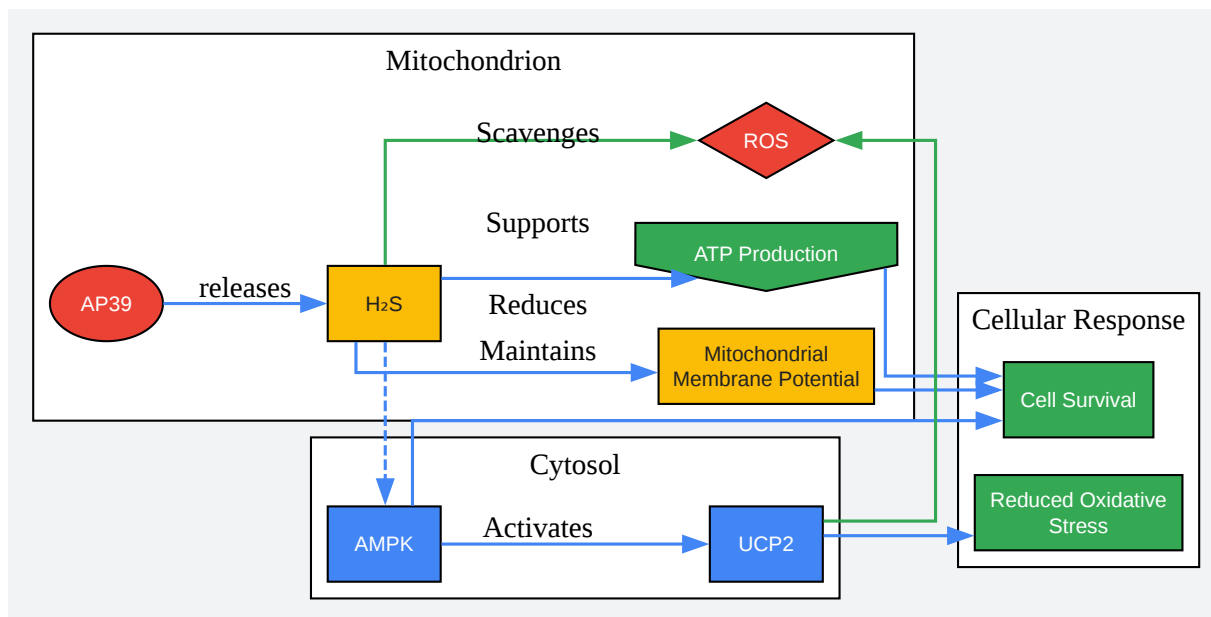 Mitochondrion
Scavenges
ROS
Supports
ATP Production
AP39
releases
H₂S
Reduces
Maintains
Mitochondrial
Membrane Potential
Cellular Response
Cell Survival
Cytosol
Reduced Oxidative
Stress
AMPK
Activates
UCP2